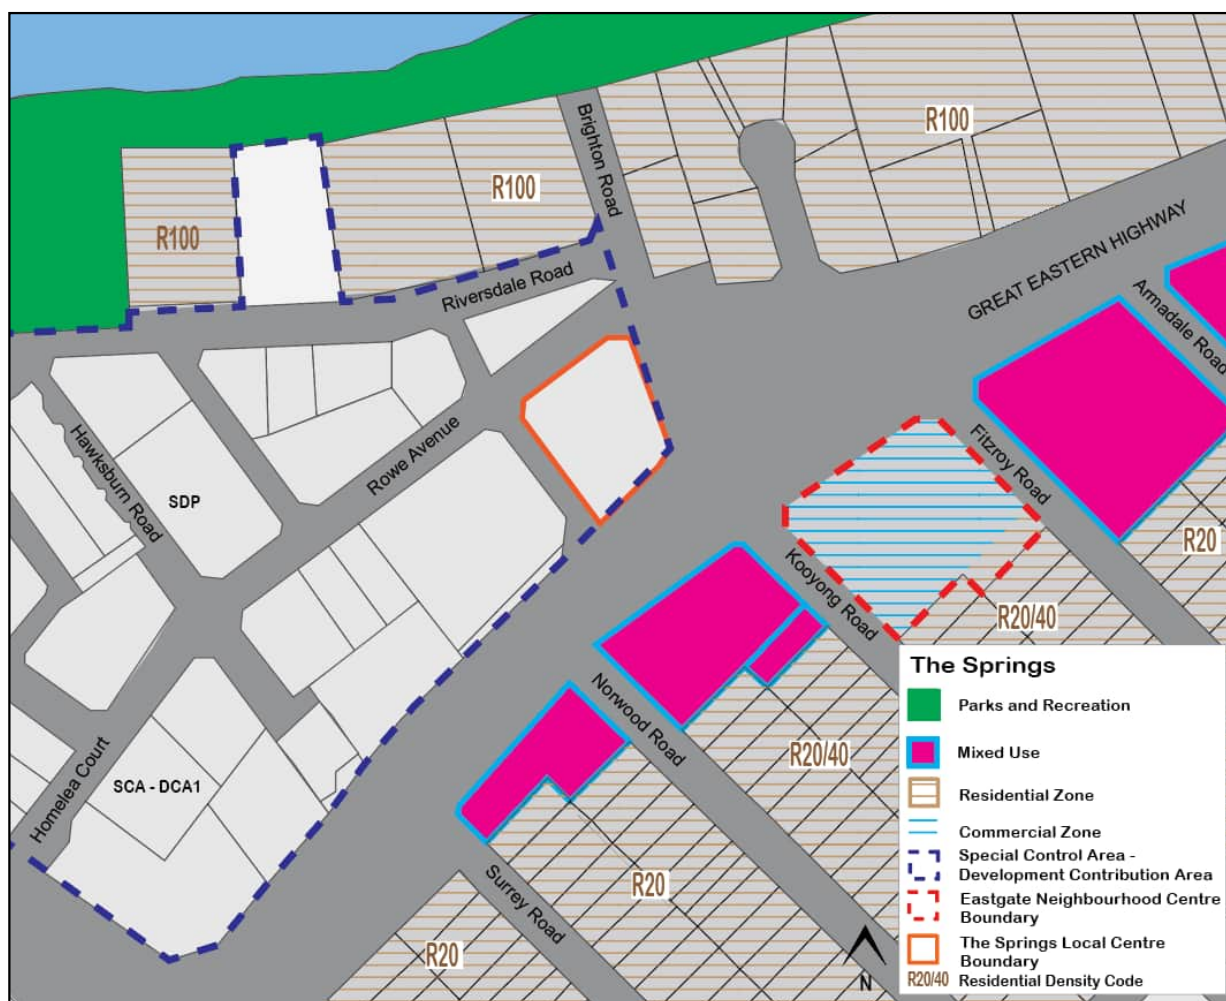 R100
Brighton Road
R100
R100
Riversdale Road
GREAT EASTERN HIGHWAY
Armadale Road
Hawksburn Road
Rowe Avenue
SDP
Fitzroy Road
R20
Kooyong Road
R20/40
Norwood Road
R20/40
Homelea Court
SCA - DCA1
Surrey Road
R20
R20
N
The Springs
Parks and Recreation
Mixed Use
Residential Zone
Commercial Zone
Special Control Area -
Development Contribution Area
Eastgate Neighbourhood Centre
Boundary
The Springs Local Centre
Boundary
R20/40 Residential Density Code